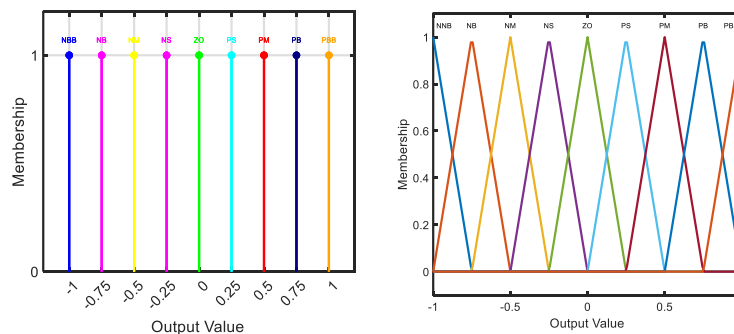 NBB NB NM NS ZO PS PM PB PBB
1
Membership
0
-1 -0.75 -0.5 -0.25 0 0.25 0.5 0.75 1
Output Value
NNB NB NM NS ZO PS PM PB PB
1
0.8
0.6
0.4
0.2
0
Membership
-1 -0.5 0 0.5
Output Value